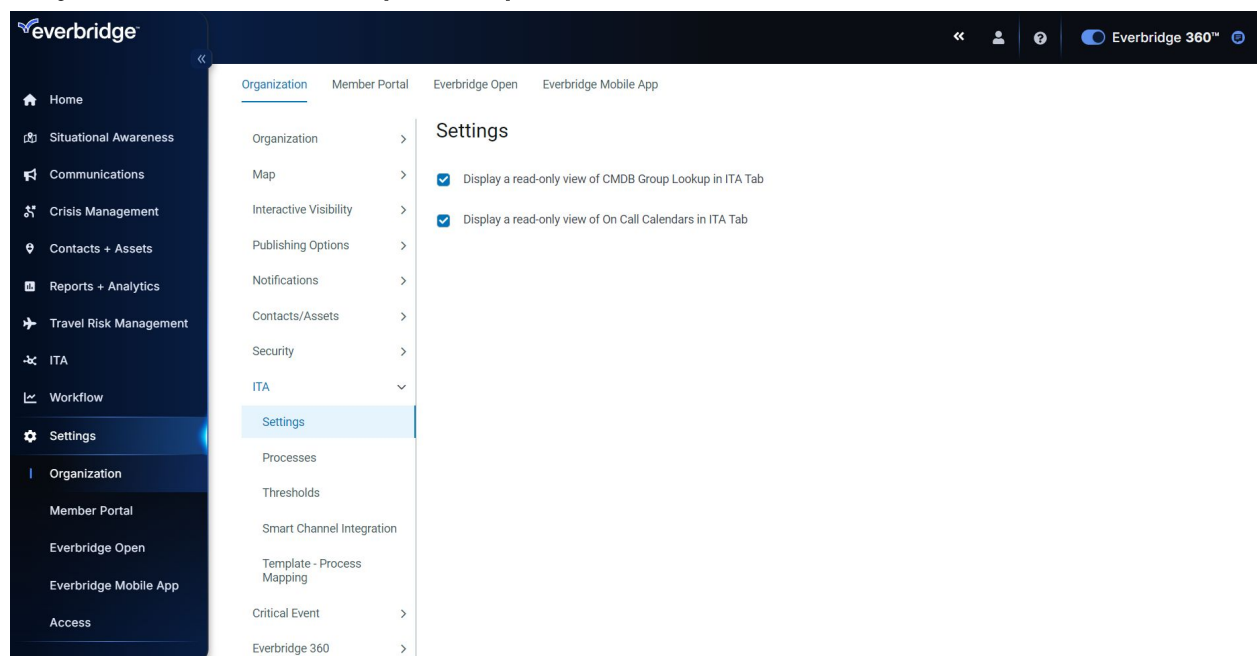 everbridge
Everbridge 360™
Home
Situational Awareness
Communications
Crisis Management
Contacts + Assets
Reports + Analytics
Travel Risk Management
ITA
Workflow
Settings
Organization
Member Portal
Everbridge Open
Everbridge Mobile App
Access
Organization Member Portal Everbridge Open Everbridge Mobile App
Organization
Map
Interactive Visibility
Publishing Options
Notifications
Contacts/Assets
Security
ITA
Settings
Processes
Thresholds
Smart Channel Integration
Template - Process
Mapping
Critical Event
Everbridge 360
Settings
Display a read-only view of CMDB Group Lookup in ITA Tab
Display a read-only view of On Call Calendars in ITA Tab